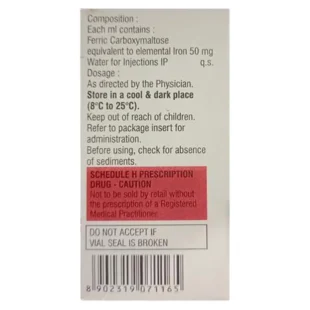 Composition :
Each ml contains :
Ferric Carboxymaltose
equivalent to elemental Iron 50 mg
Water for Injections IP q.s.
Dosage :
As directed by the Physician.
Store in a cool & dark place
(8°C to 25°C).
Keep out of reach of children.
Refer to package insert for
administration.
Before using, check for absence
of sediments.
SCHEDULE H PRESCRIPTION
DRUG - CAUTION
Not to be sold by retail without
the prescription of a Registered
Medical Practitioner
DO NOT ACCEPT IF
VIAL SEAL IS BROKEN
8 902319 071165